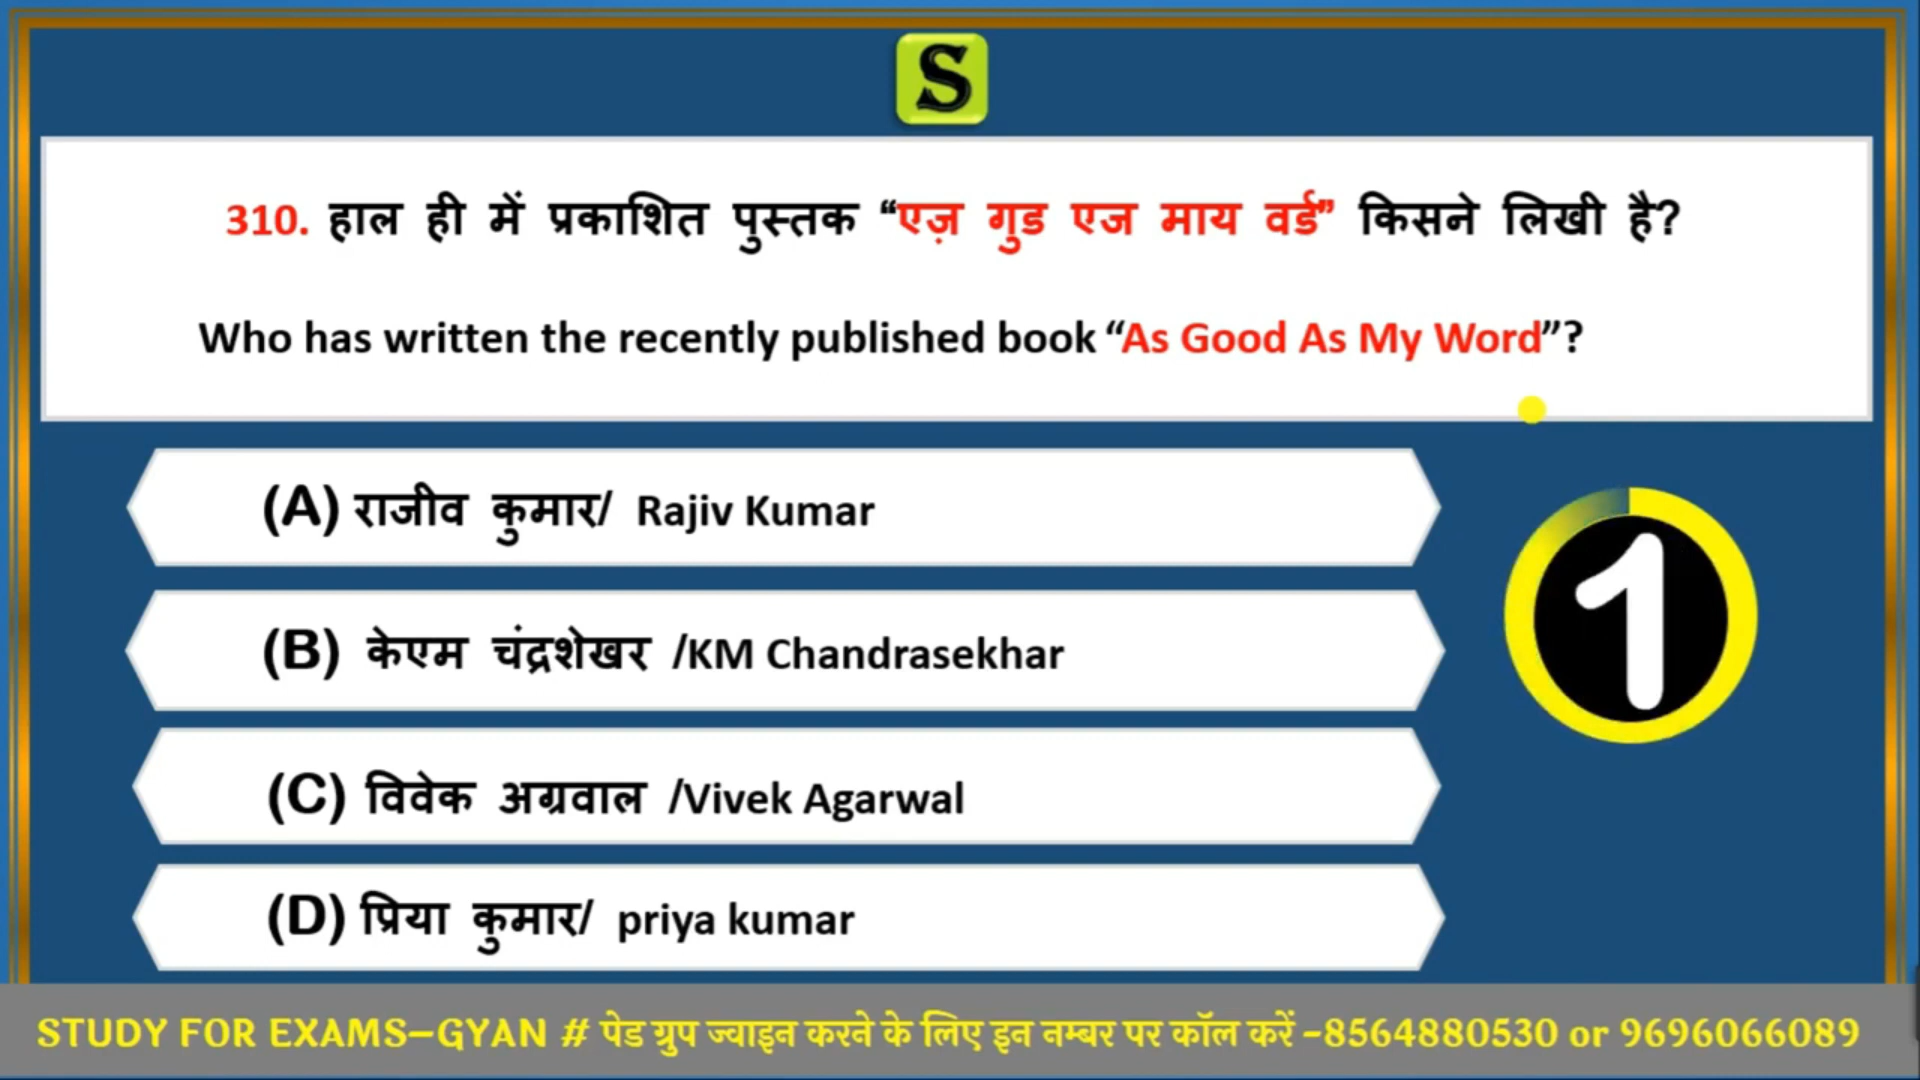 S
310. हाल ही में प्रकाशित पुस्तक “एज़ गुड एज माय वर्ड” किसने लिखी है?
Who has written the recently published book “As Good As My Word”?
(A) राजीव कुमार/ Rajiv Kumar
1
(B) केएम चंद्रशेखर /KM Chandrasekhar
(C) विवेक अग्रवाल /Vivek Agarwal
(D) प्रिया कुमार/ priya kumar
STUDY FOR EXAMS–GYAN # पेड ग्रुप ज्वाइन करने के लिए इन नम्बर पर कॉल करें –8564880530 or 9696066089